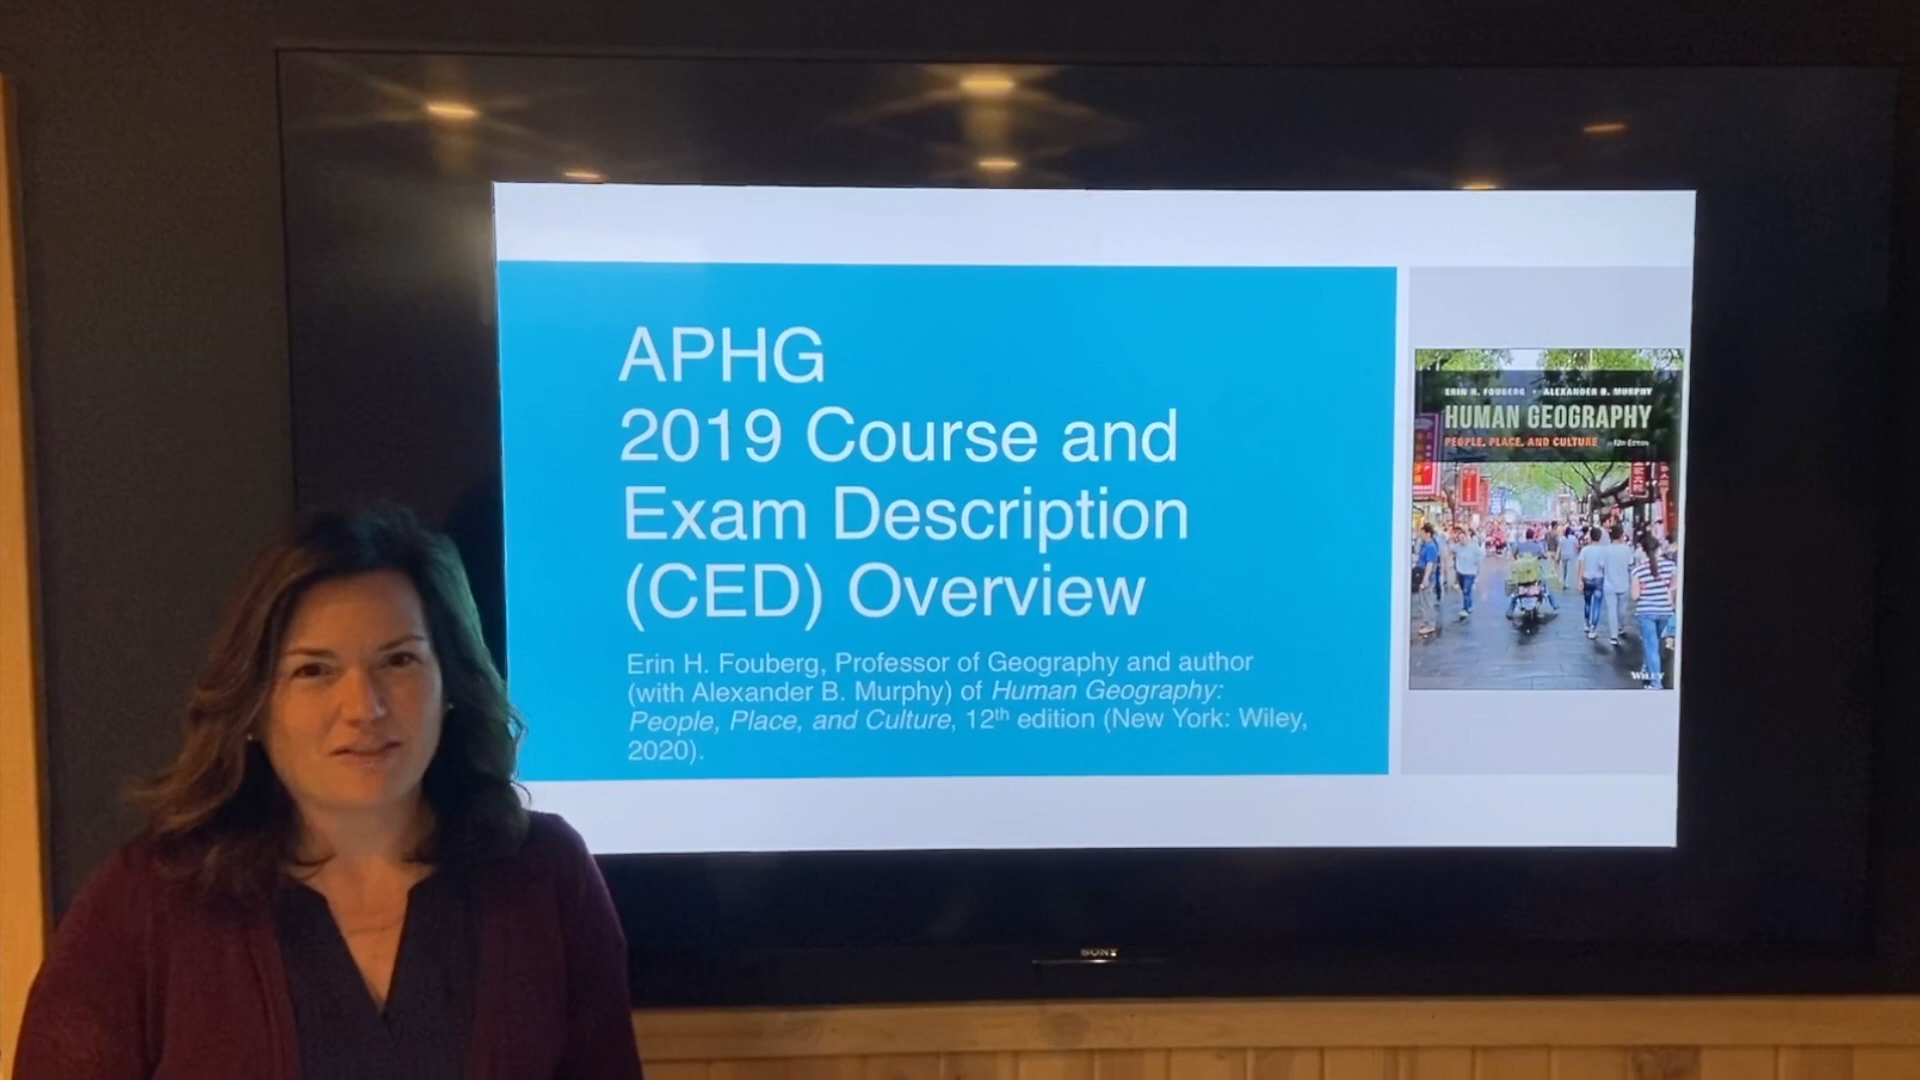 APHG
2019 Course and
Exam Description
(CED) Overview
Erin H. Fouberg, Professor of Geography and author
(with Alexander B. Murphy) of Human Geography:
People, Place, and Culture, 12th edition (New York: Wiley,
2020).
ERIN H. FOUBERG • ALEXANDER B. MURPHY
HUMAN GEOGRAPHY
PEOPLE, PLACE, AND CULTURE 12th Edition
WILEY
SONY